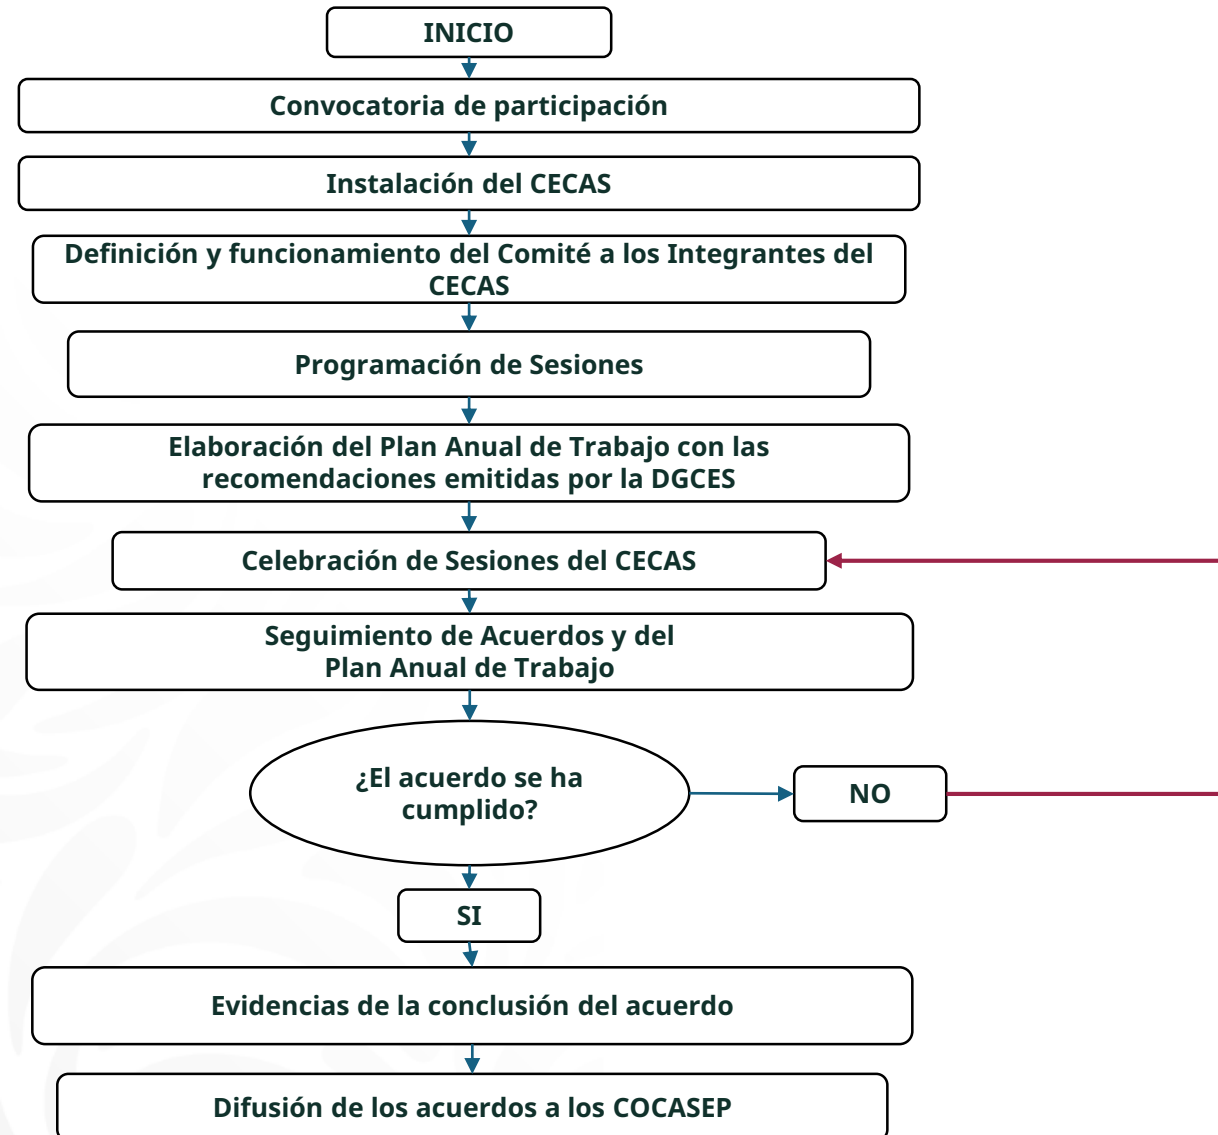 INICIO
Convocatoria de participación
Instalación del CECAS
Definición y funcionamiento del Comité a los Integrantes del
CECAS
Programación de Sesiones
Elaboración del Plan Anual de Trabajo con las
recomendaciones emitidas por la DGCES
Celebración de Sesiones del CECAS
Seguimiento de Acuerdos y del
Plan Anual de Trabajo
¿El acuerdo se ha
cumplido?
NO
SI
Evidencias de la conclusión del acuerdo
Difusión de los acuerdos a los COCASEP